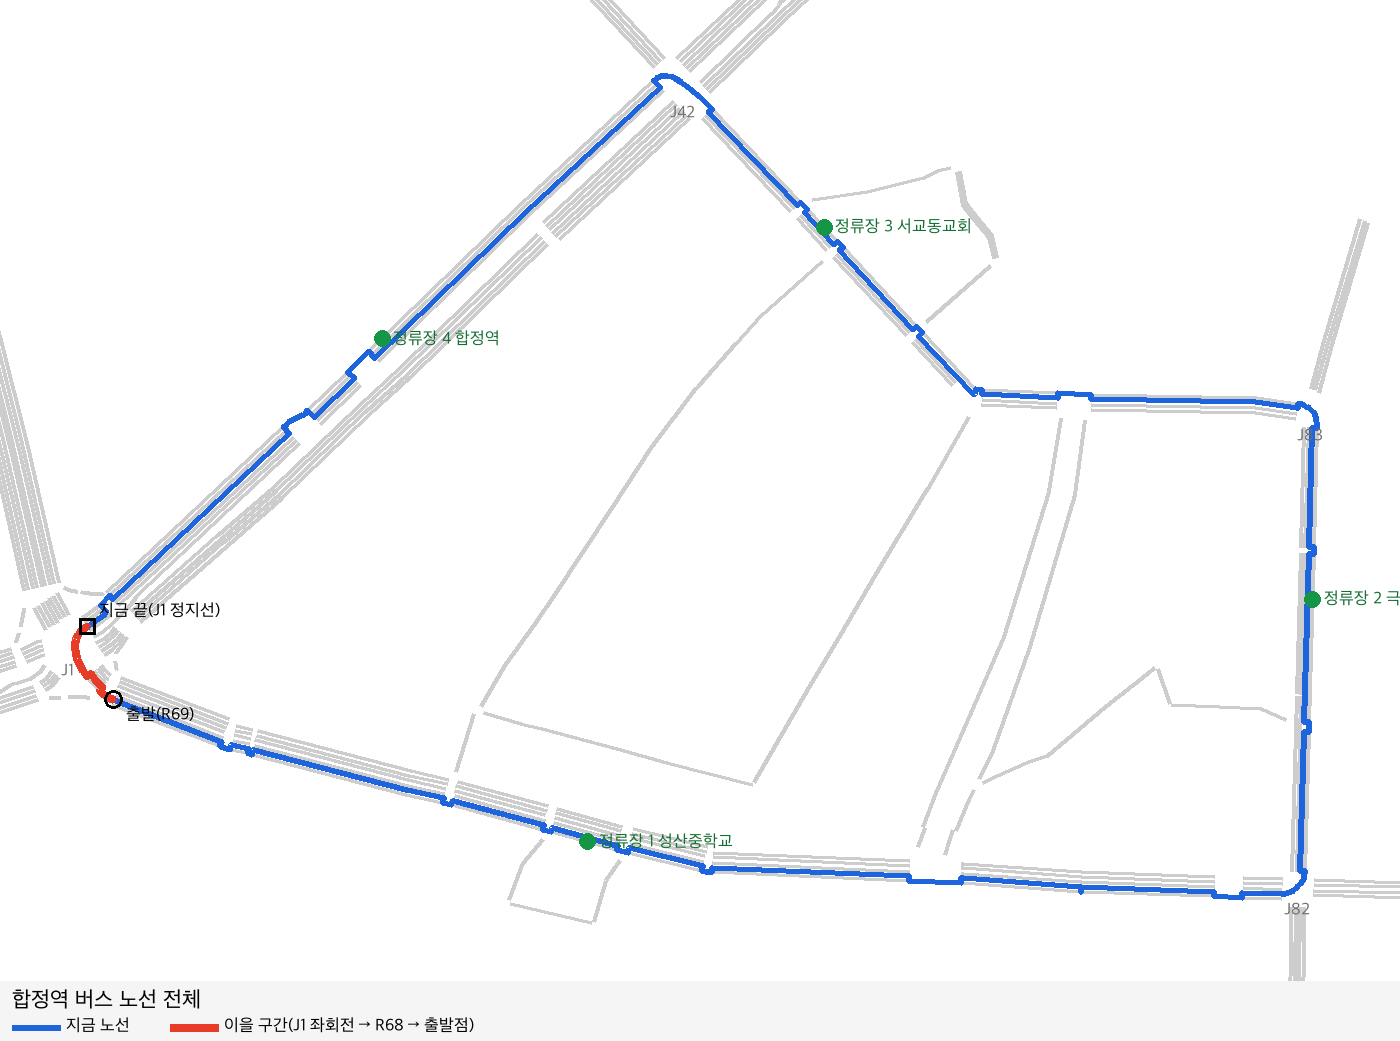 J42
정류장 3 서교동교회
정류장 4 합정역
J83
정류장 2 극
지금 끝(J1 정지선)
J1
출발(R69)
정류장 1 성산중학교
J82
합정역 버스 노선 전체
지금 노선
이을 구간(J1 좌회전 → R68 → 출발점)